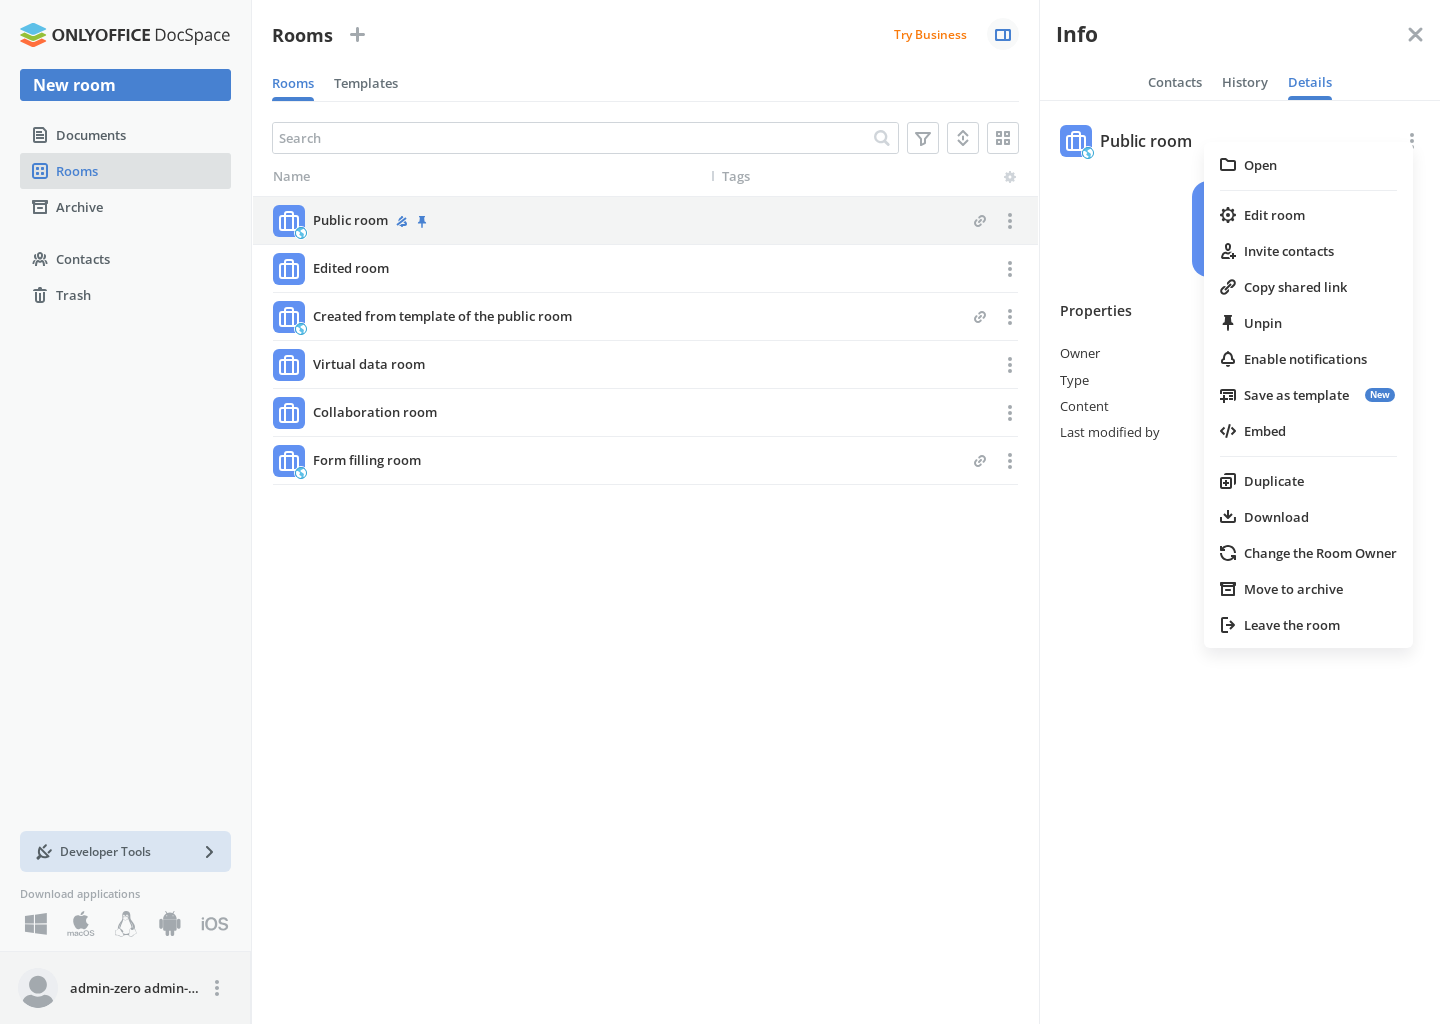 ONLYOFFICE DocSpace
New room
Documents
Rooms
Archive
Contacts
Trash
Developer Tools
Download applications
macOS
iOS
admin-zero admin-...
Rooms
Try Business
Rooms
Templates
Search
Name
Tags
Public room
Edited room
Created from template of the public room
Virtual data room
Collaboration room
Form filling room
Info
Contacts
History
Details
Public room
Properties
Owner
Type
Content
Last modified by
Open
Edit room
Invite contacts
Copy shared link
Unpin
Enable notifications
Save as template New
Embed
Duplicate
Download
Change the Room Owner
Move to archive
Leave the room